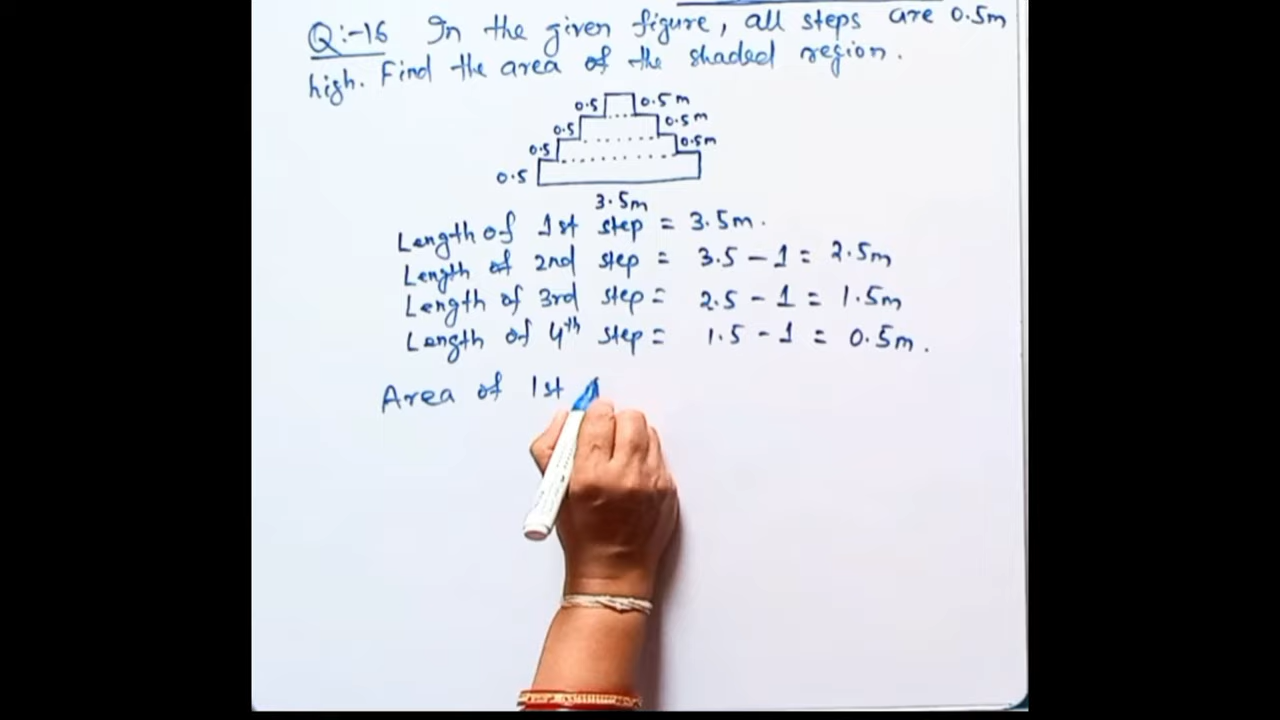 Q:-16 In the given figure, all steps are 0.5m
high. Find the area of the shaded region.
0.5 0.5m
0.5 0.5m
0.5 0.5m
0.5
3.5m
Length of 1st step = 3.5m.
Length of 2nd step = 3.5 - 1 = 2.5m
Length of 3rd step = 2.5 - 1 = 1.5m
Length of 4th step = 1.5 - 1 = 0.5m.
Area of 1st